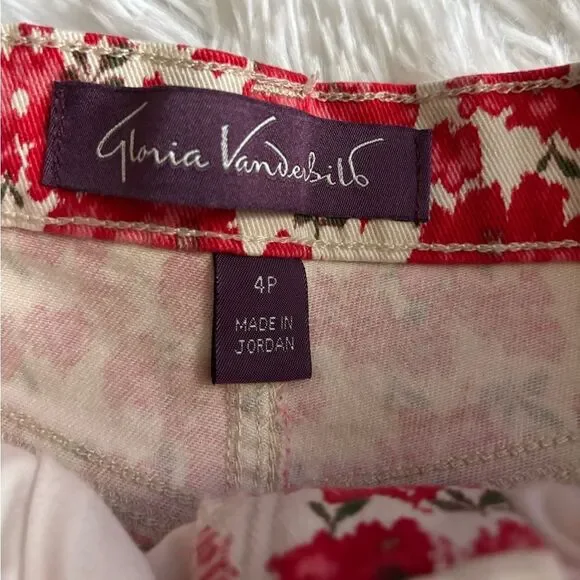 Gloria Vanderbilt
4P
MADE IN
JORDAN